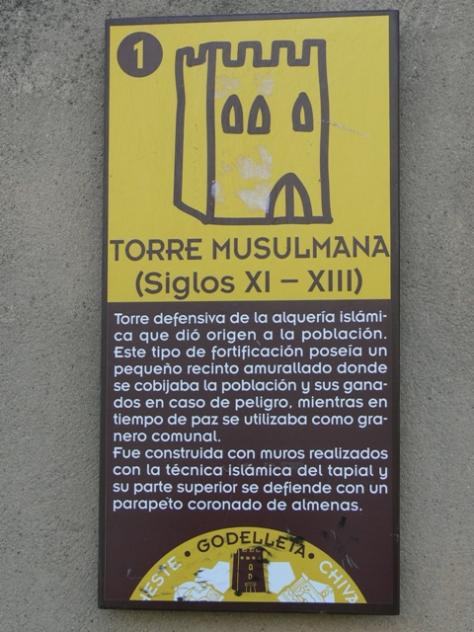 1
TORRE MUSULMANA
(Siglos XI – XIII)
Torre defensiva de la alquería islámi-
ca que dió origen a la población.
Este tipo de fortificación poseía un
pequeño recinto amurallado donde
se cobijaba la población y sus gana-
dos en caso de peligro, mientras en
tiempo de paz se utilizaba como gra-
nero comunal.
Fue construida con muros realizados
con la técnica islámica del tapial y
su parte superior se defiende con un
parapeto coronado de almenas.
IESTE • GODELLETA • CHIVA